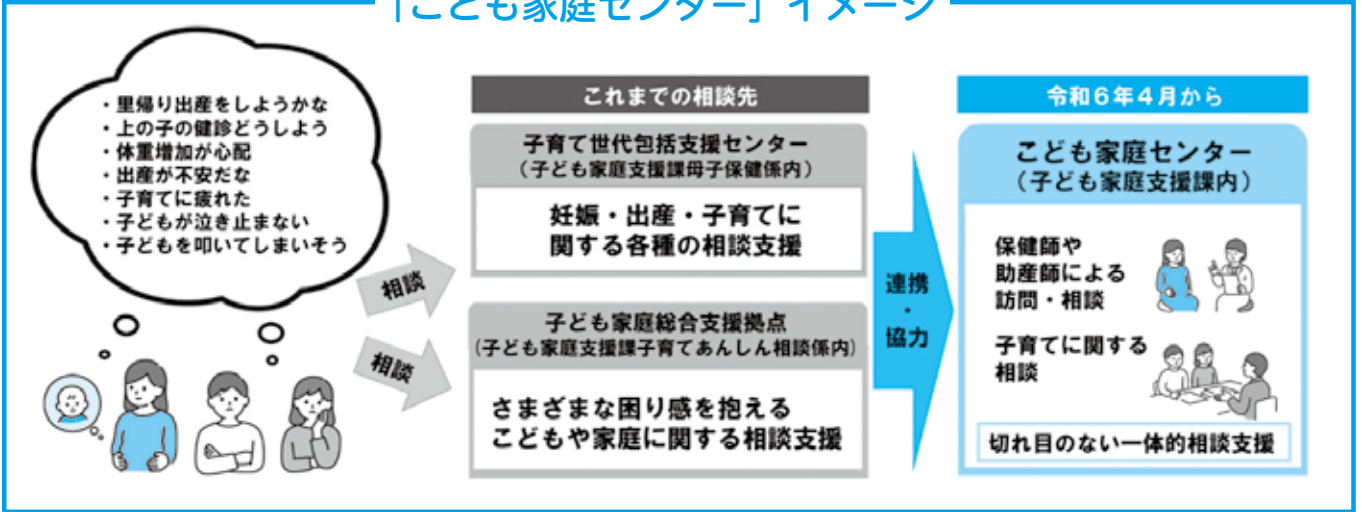 「こども家庭センター」イメージ
・里帰り出産をしようかな
・上の子の健診どうしよう
・体重増加が心配
・出産が不安だな
・子育てに疲れた
・子どもが泣き止まない
・子どもを叩いてしまいそう
相談
相談
これまでの相談先
子育て世代包括支援センター
（子ども家庭支援課母子保健係内）
妊娠・出産・子育てに
関する各種の相談支援
子ども家庭総合支援拠点
（子ども家庭支援課子育てあんしん相談係内）
さまざまな困り感を抱える
こどもや家庭に関する相談支援
連携
・
協力
令和６年４月から
こども家庭センター
（子ども家庭支援課内）
保健師や
助産師による
訪問・相談
子育てに関する
相談
切れ目のない一体的相談支援